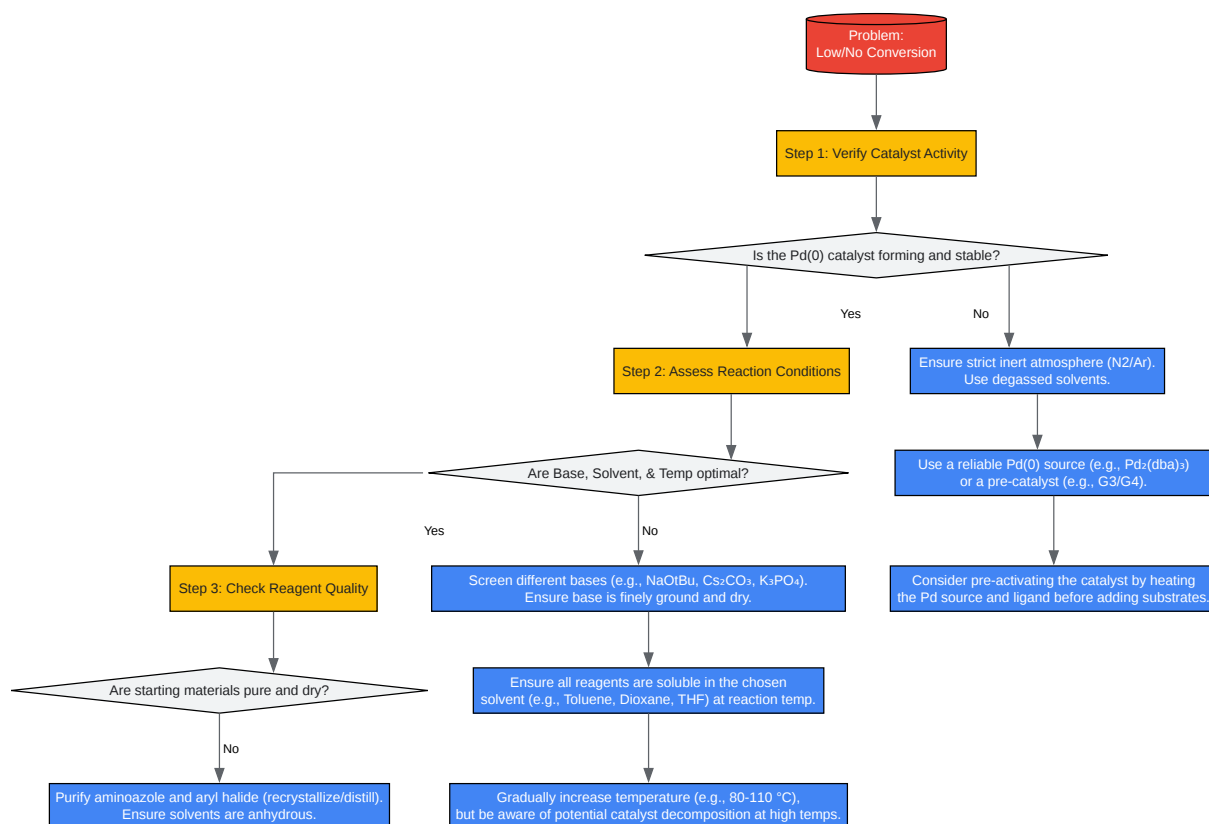 Problem:
Low/No Conversion
Step 1: Verify Catalyst Activity
Is the Pd(0) catalyst forming and stable?
Yes
No
Step 2: Assess Reaction Conditions
Ensure strict inert atmosphere (N2/Ar).
Use degassed solvents.
Are Base, Solvent, & Temp optimal?
Use a reliable Pd(0) source (e.g., Pd₂(dba)₃)
or a pre-catalyst (e.g., G3/G4).
Yes
No
Step 3: Check Reagent Quality
Screen different bases (e.g., NaOtBu, Cs₂CO₃, K₃PO₄).
Ensure base is finely ground and dry.
Consider pre-activating the catalyst by heating
the Pd source and ligand before adding substrates.
Are starting materials pure and dry?
Ensure all reagents are soluble in the chosen
solvent (e.g., Toluene, Dioxane, THF) at reaction temp.
No
Purify aminoazole and aryl halide (recrystallize/distill).
Ensure solvents are anhydrous.
Gradually increase temperature (e.g., 80-110 °C),
but be aware of potential catalyst decomposition at high temps.